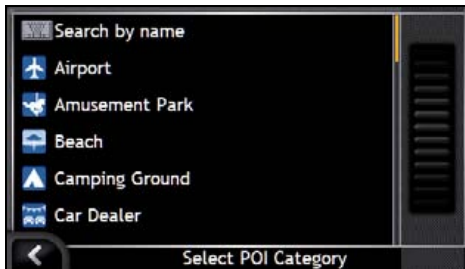 Search by name
Airport
Amusement Park
Beach
Camping Ground
Car Dealer
Select POI Category